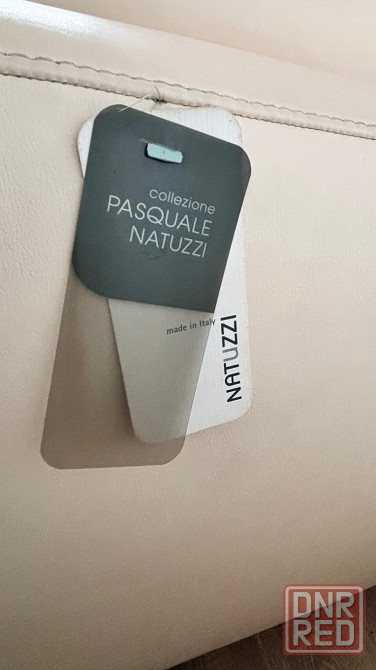 collezione
PASQUALE
NATUZZI
made in Italy
NATUZZI
DNR
RED